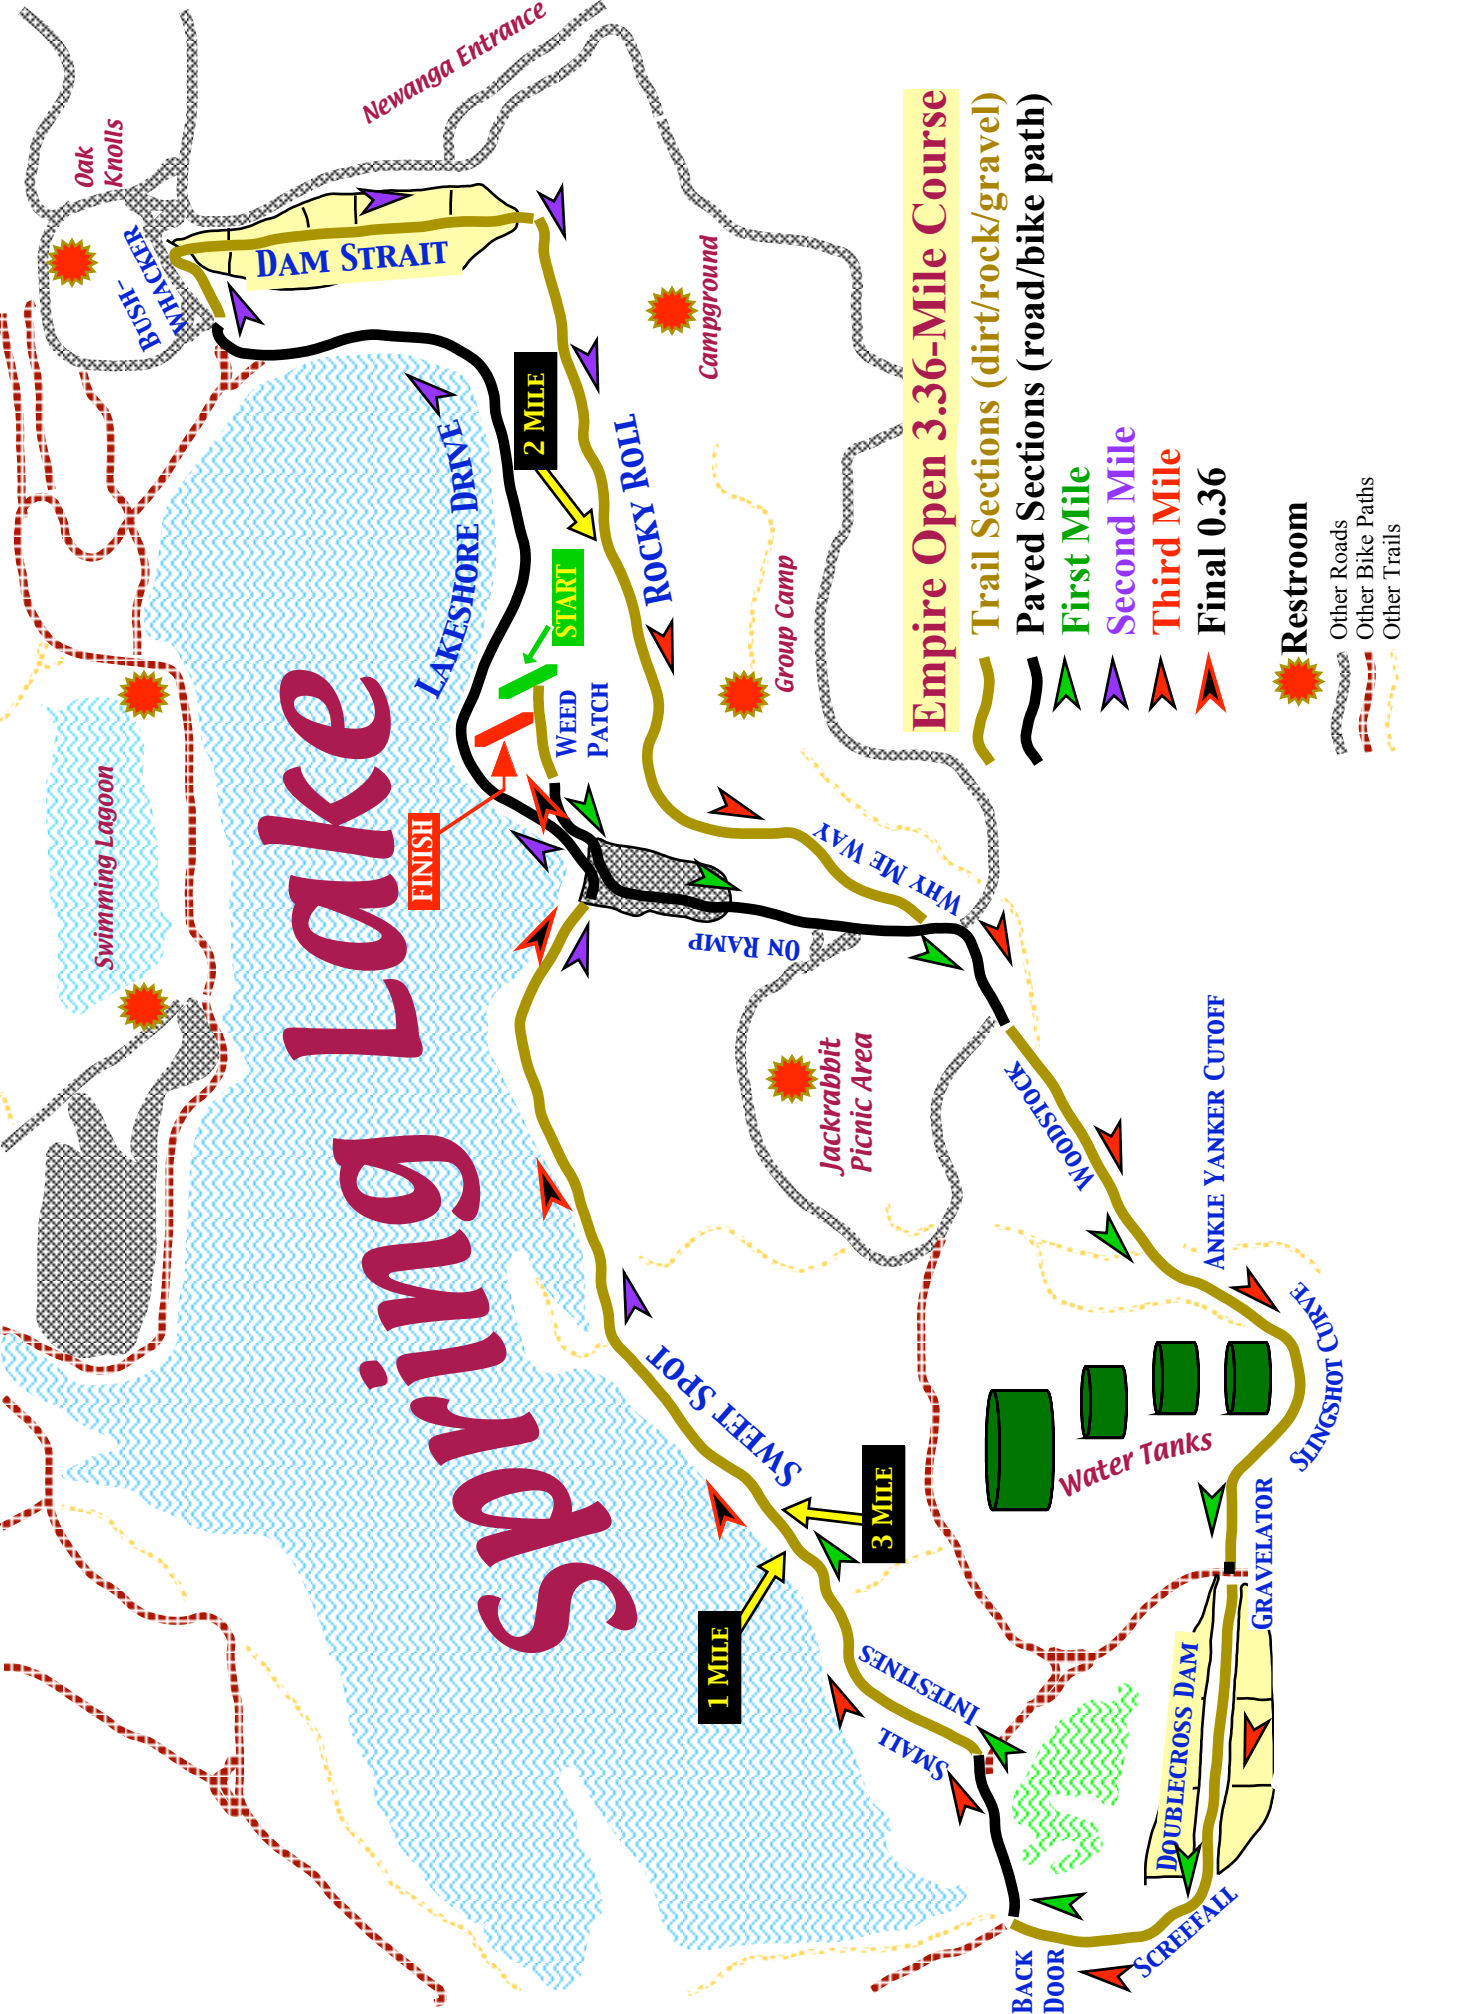 Newanga Entrance
Oak
Knolls
BUSH-
WHACKER
DAM STRAIT
Campground
2 MILE
LAKESHORE DRIVE
ROCKY ROLL
START
WEED
PATCH
FINISH
Group Camp
WHY ME WAY
ON RAMP
Swimming Lagoon
Spring Lake
Jackrabbit
Picnic Area
WOODSTOCK
ANKLE YANKER CUTOFF
SLINGSHOT CURVE
Water Tanks
GRAVELATOR
DOUBLECROSS DAM
SCREEFALL
BACK
DOOR
SMALL
INTESTINES
SWEET SPOT
1 MILE
3 MILE
Empire Open 3.36-Mile Course
Trail Sections (dirt/rock/gravel)
Paved Sections (road/bike path)
First Mile
Second Mile
Third Mile
Final 0.36
Restroom
Other Roads
Other Bike Paths
Other Trails